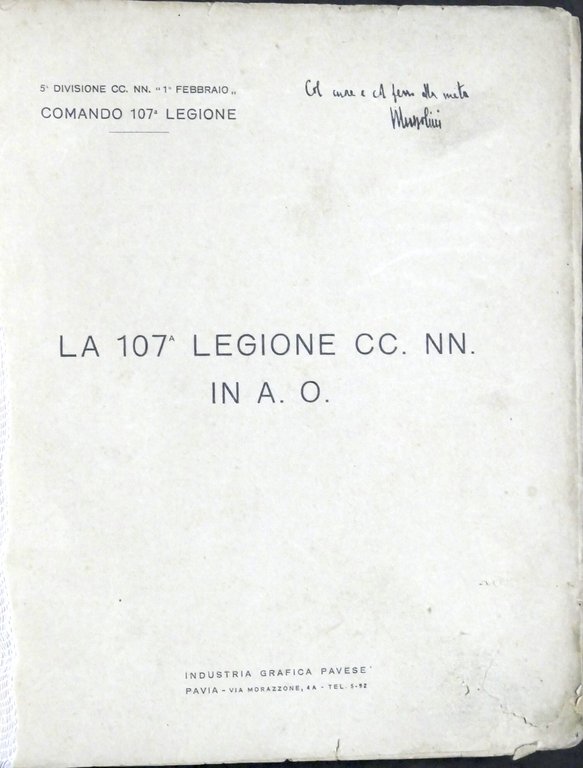 5ª DIVISIONE CC. NN. "1° FEBBRAIO„
COMANDO 107ª LEGIONE
Col cuore e col ferro alla meta
Mussolini
LA 107ª LEGIONE CC. NN.
IN A. O.
INDUSTRIA GRAFICA PAVESE
PAVIA - VIA MORAZZONE, 4A - TEL. 5-92